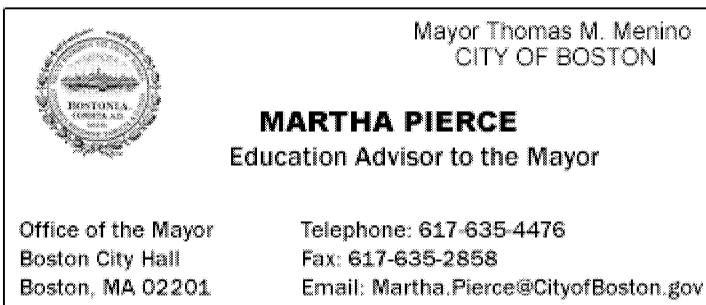 Mayor Thomas M. Menino
CITY OF BOSTON
BOSTONIA
MARTHA PIERCE
Education Advisor to the Mayor
Office of the Mayor
Boston City Hall
Boston, MA 02201
Telephone: 617-635-4476
Fax: 617-635-2858
Email: Martha.Pierce@CityofBoston.gov